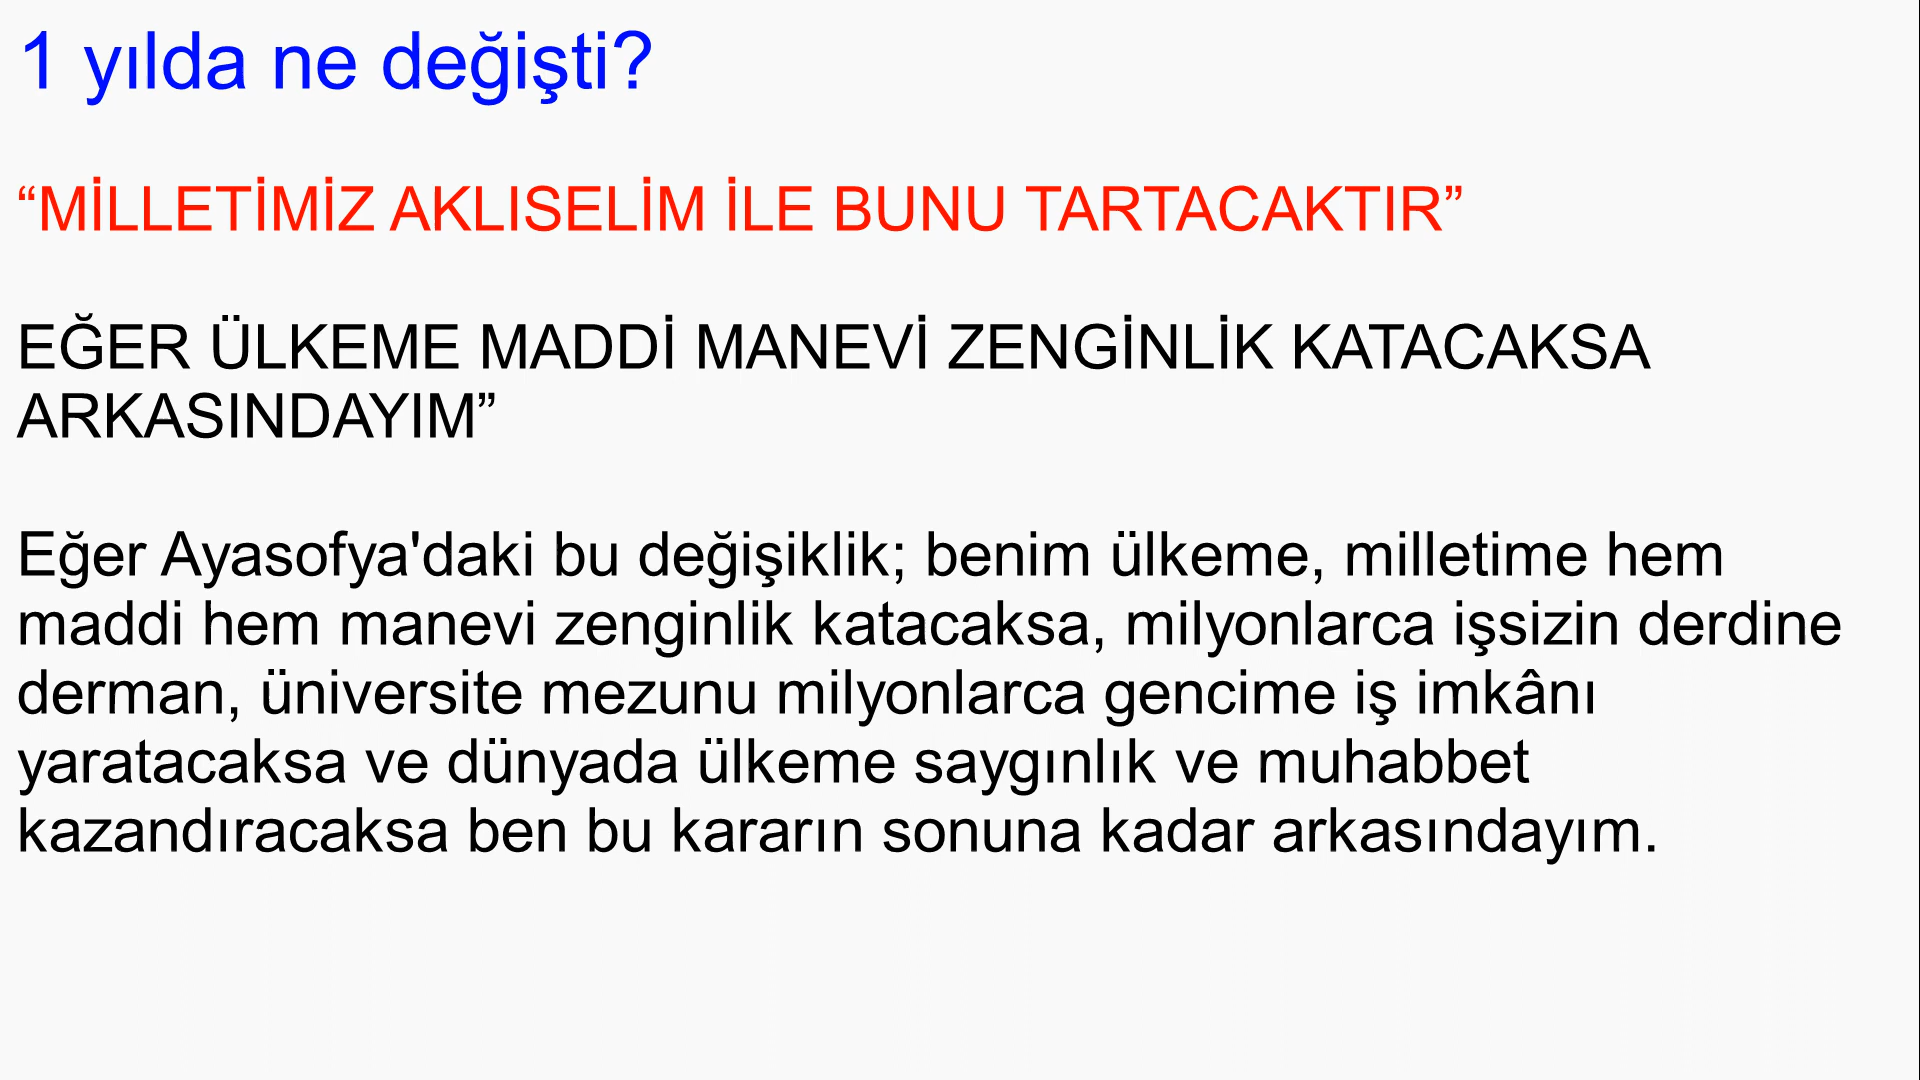 1 yılda ne değişti?
“MİLLETİMİZ AKLISELİM İLE BUNU TARTACAKTIR”
EĞER ÜLKEME MADDİ MANEVİ ZENGİNLİK KATACAKSA
ARKASINDAYIM”
Eğer Ayasofya'daki bu değişiklik; benim ülkeme, milletime hem
maddi hem manevi zenginlik katacaksa, milyonlarca işsizin derdine
derman, üniversite mezunu milyonlarca gencime iş imkânı
yaratacaksa ve dünyada ülkeme saygınlık ve muhabbet
kazandıracaksa ben bu kararın sonuna kadar arkasındayım.